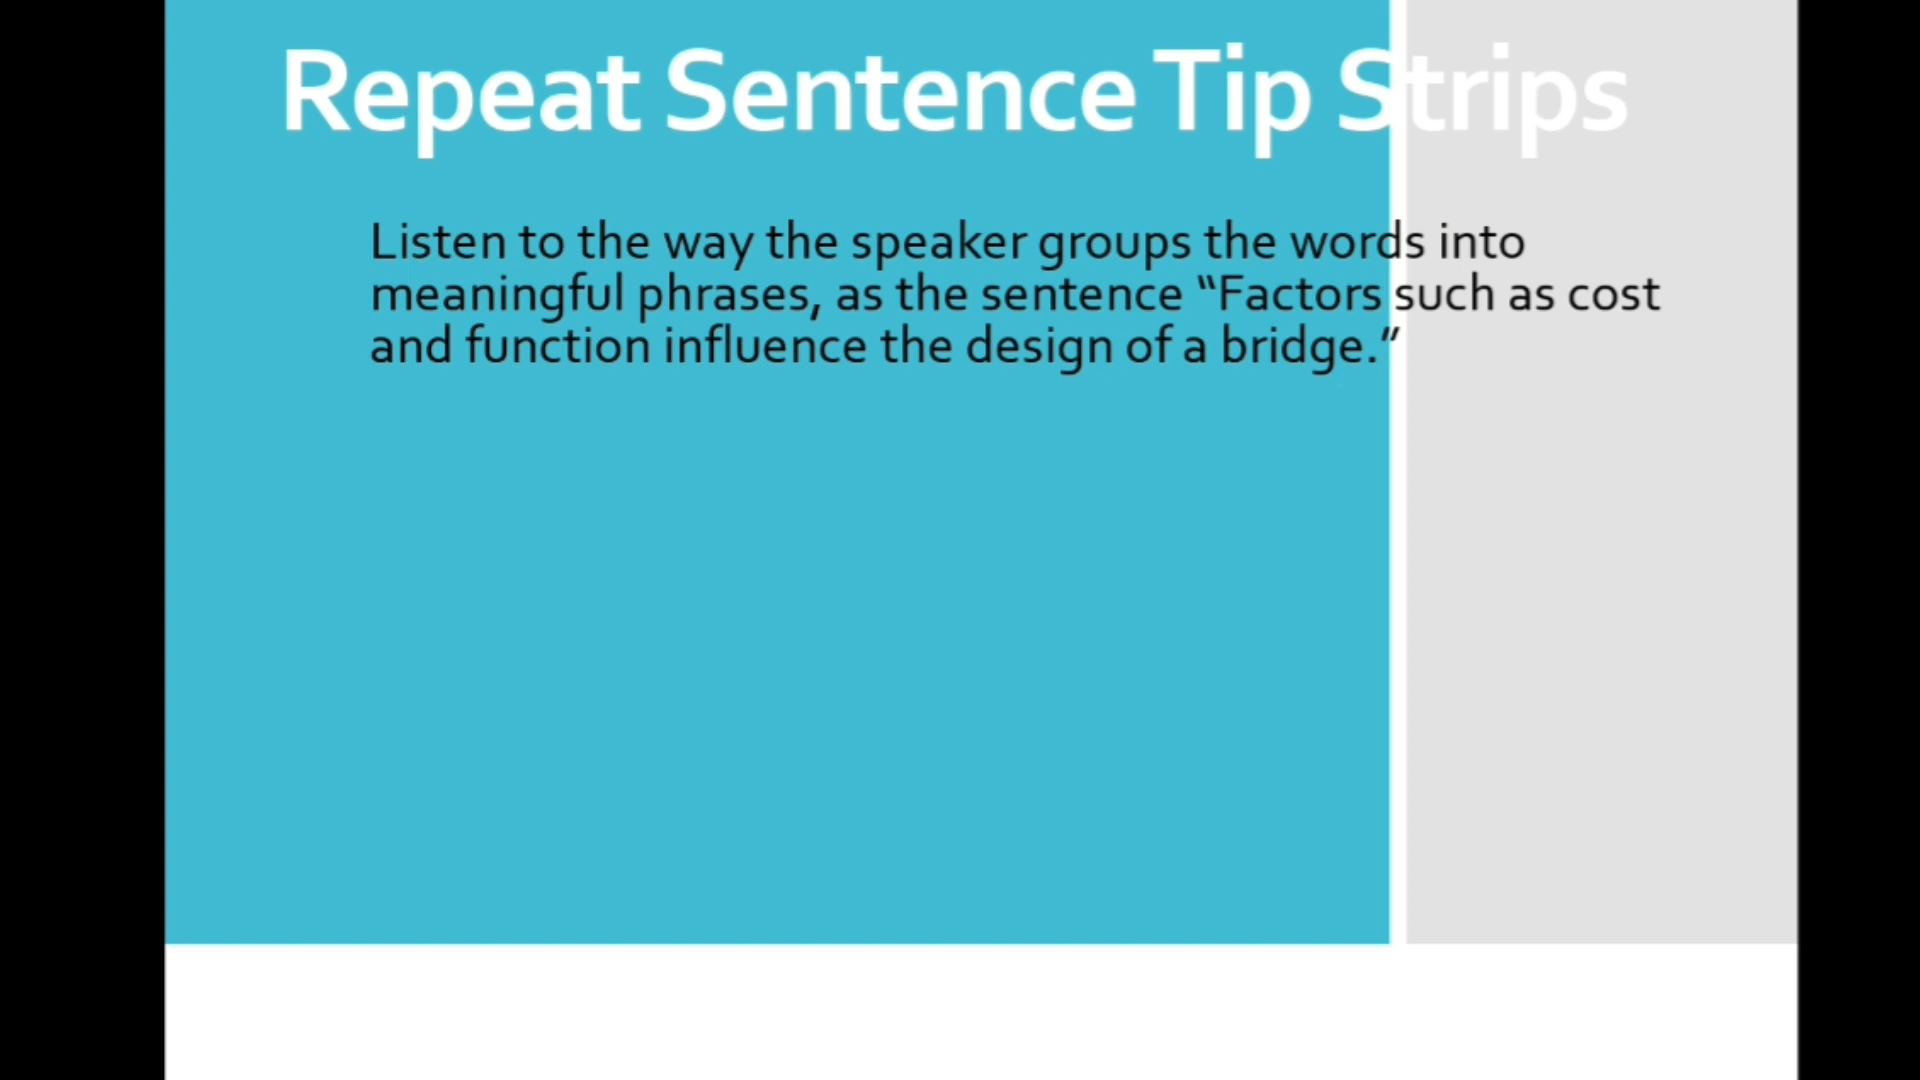 Repeat Sentence Tip Strips
Listen to the way the speaker groups the words into
meaningful phrases, as the sentence “Factors such as cost
and function influence the design of a bridge.”